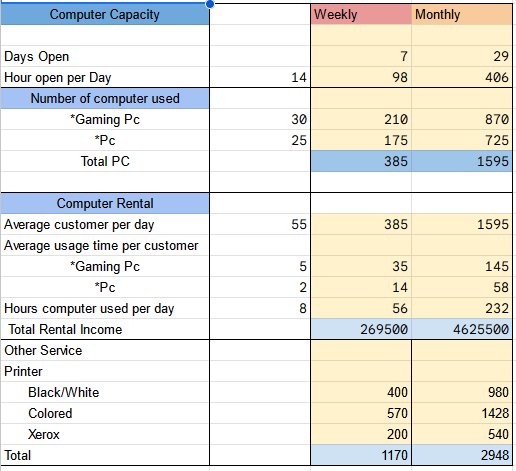 Computer Capacity Weekly Monthly
Days Open 7 29
Hour open per Day 14 98 406
Number of computer used
*Gaming Pc 30 210 870
*Pc 25 175 725
Total PC 385 1595
Computer Rental
Average customer per day 55 385 1595
Average usage time per customer
*Gaming Pc 5 35 145
*Pc 2 14 58
Hours computer used per day 8 56 232
Total Rental Income 269500 4625500
Other Service
Printer
Black/White 400 980
Colored 570 1428
Xerox 200 540
Total 1170 2948